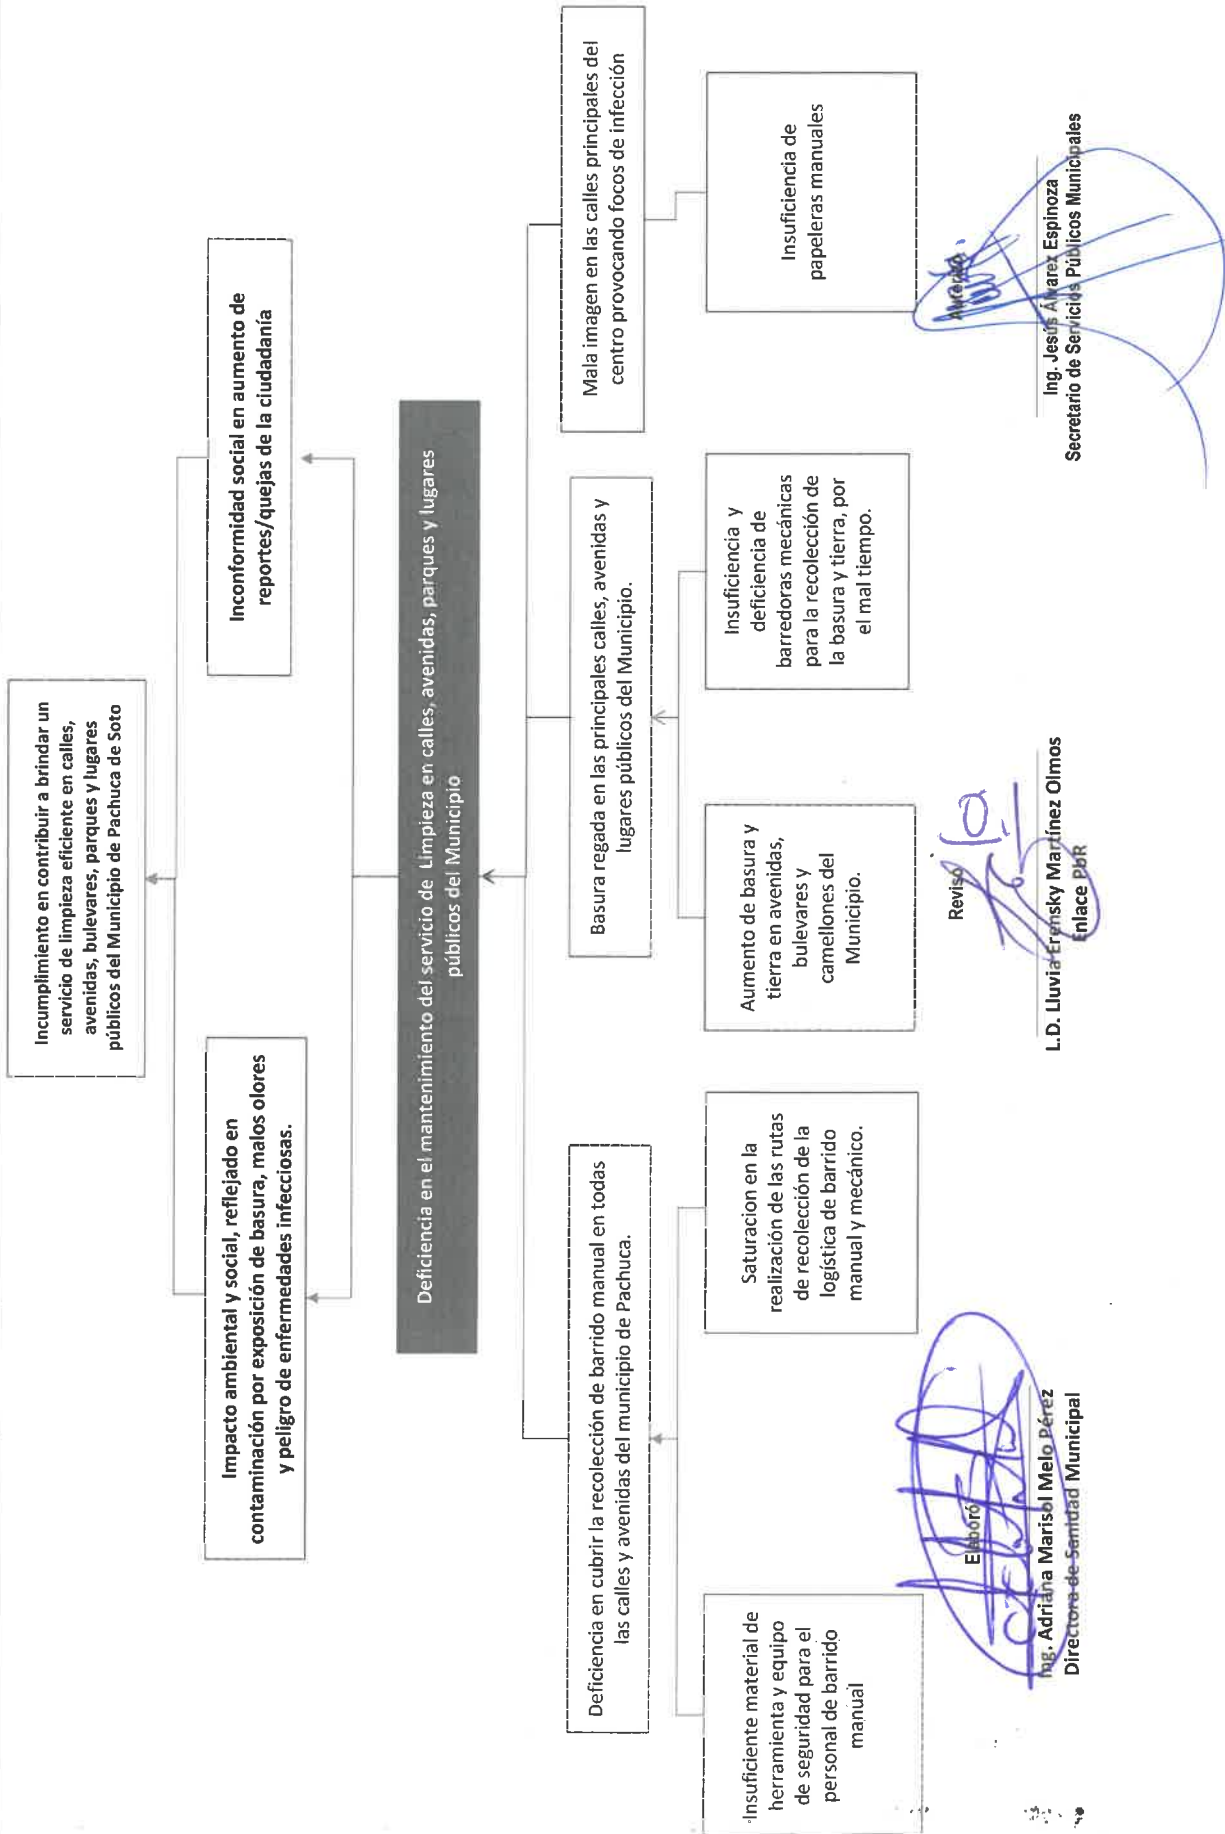 Incumplimiento en contribuir a brindar un
servicio de limpieza eficiente en calles,
avenidas, bulevares, parques y lugares
públicos del Municipio de Pachuca de Soto
Impacto ambiental y social, reflejado en
contaminación por exposición de basura, malos olores
y peligro de enfermedades infecciosas.
Inconformidad social en aumento de
reportes/quejas de la ciudadanía
Deficiencia en el mantenimiento del servicio de Limpieza en calles, avenidas, parques y lugares
públicos del Municipio
Deficiencia en cubrir la recolección de barrido manual en todas
las calles y avenidas del municipio de Pachuca.
Basura regada en las principales calles, avenidas y
lugares públicos del Municipio.
Mala imagen en las calles principales del
centro provocando focos de infección
Insuficiente material de
herramienta y equipo
de seguridad para el
personal de barrido
manual
Saturacion en la
realización de las rutas
de recolección de la
logística de barrido
manual y mecánico.
Aumento de basura y
tierra en avenidas,
bulevares y
camellones del
Municipio.
Insuficiencia y
deficiencia de
barredoras mecánicas
para la recolección de
la basura y tierra, por
el mal tiempo.
Insuficiencia de
papeleras manuales
Elaboró
Ing. Adriana Marisol Melo Pérez
Directora de Sanidad Municipal
Revisó
L.D. Lluvia Erensky Martínez Olmos
Enlace PbR
Autorizó
Ing. Jesús Álvarez Espinoza
Secretario de Servicios Públicos Municipales